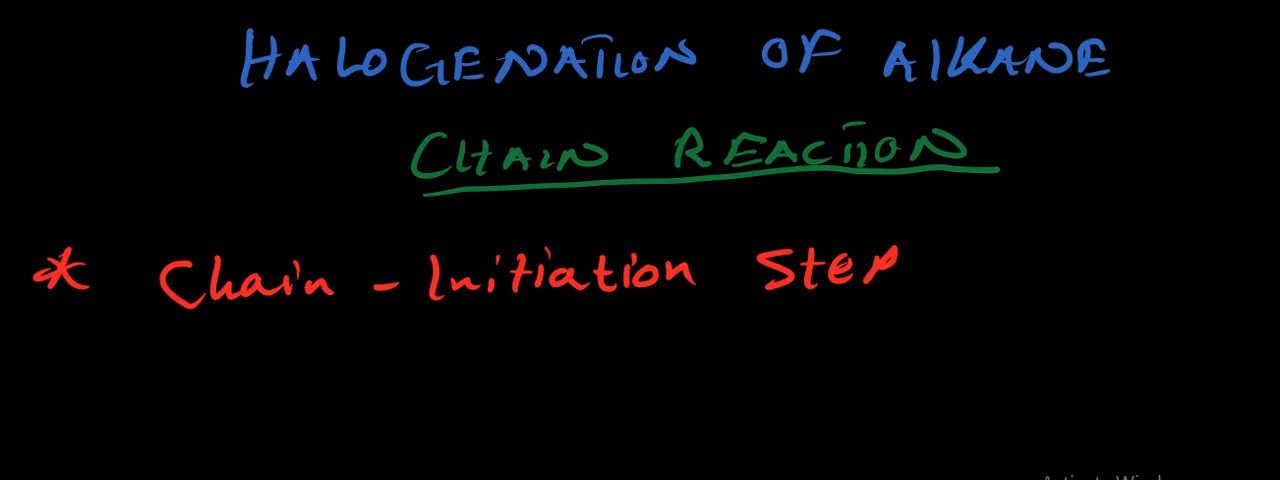 HALOGENATION OF AlKANE
CHAIN REACTION
* Chain - Initiation Step